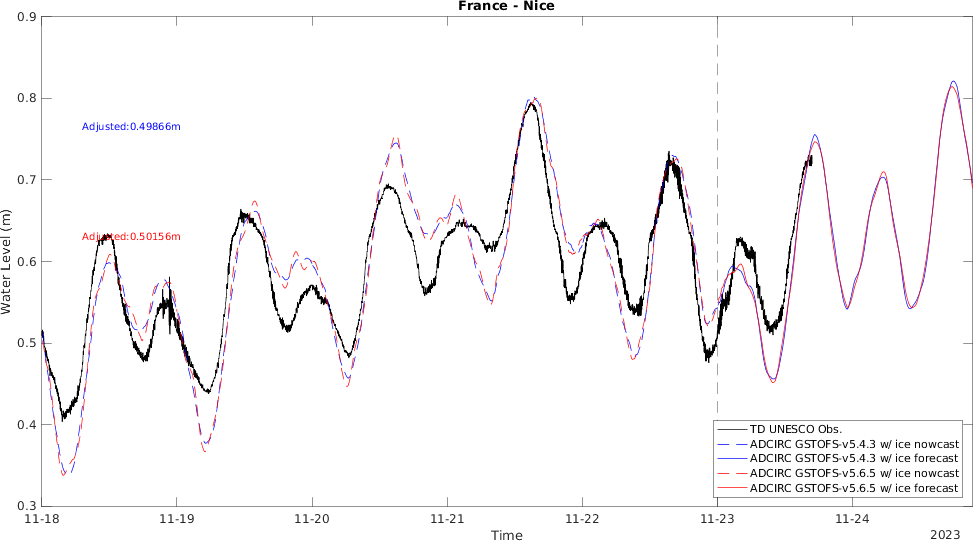 France - Nice
0.9
0.8
0.7
0.6
0.5
0.4
0.3
Water Level (m)
Adjusted:0.49866m
Adjusted:0.50156m
TD UNESCO Obs.
ADCIRC GSTOFS-v5.4.3 w/ ice nowcast
ADCIRC GSTOFS-v5.4.3 w/ ice forecast
ADCIRC GSTOFS-v5.6.5 w/ ice nowcast
ADCIRC GSTOFS-v5.6.5 w/ ice forecast
11-18 11-19 11-20 11-21 11-22 11-23 11-24
Time
2023